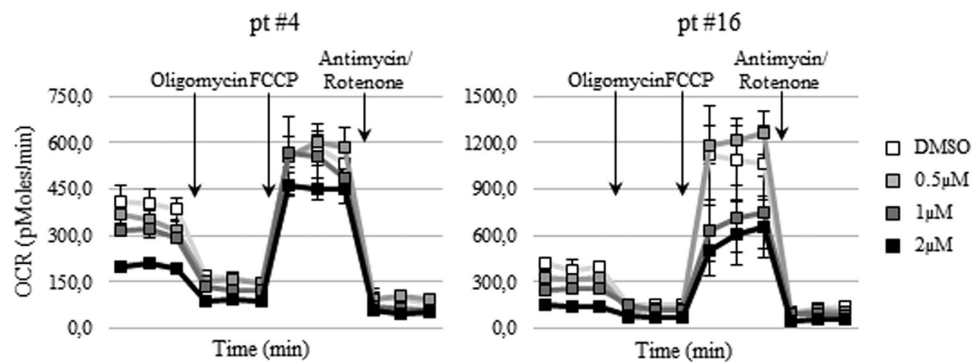 pt #4
Oligomycin FCCP
Antimycin/
Rotenone
OCR (pMoles/min)
750,0
600,0
450,0
300,0
150,0
0,0
Time (min)
pt #16
Oligomycin FCCP
Antimycin/
Rotenone
1500,0
1200,0
900,0
600,0
300,0
0,0
Time (min)
DMSO
0.5µM
1µM
2µM